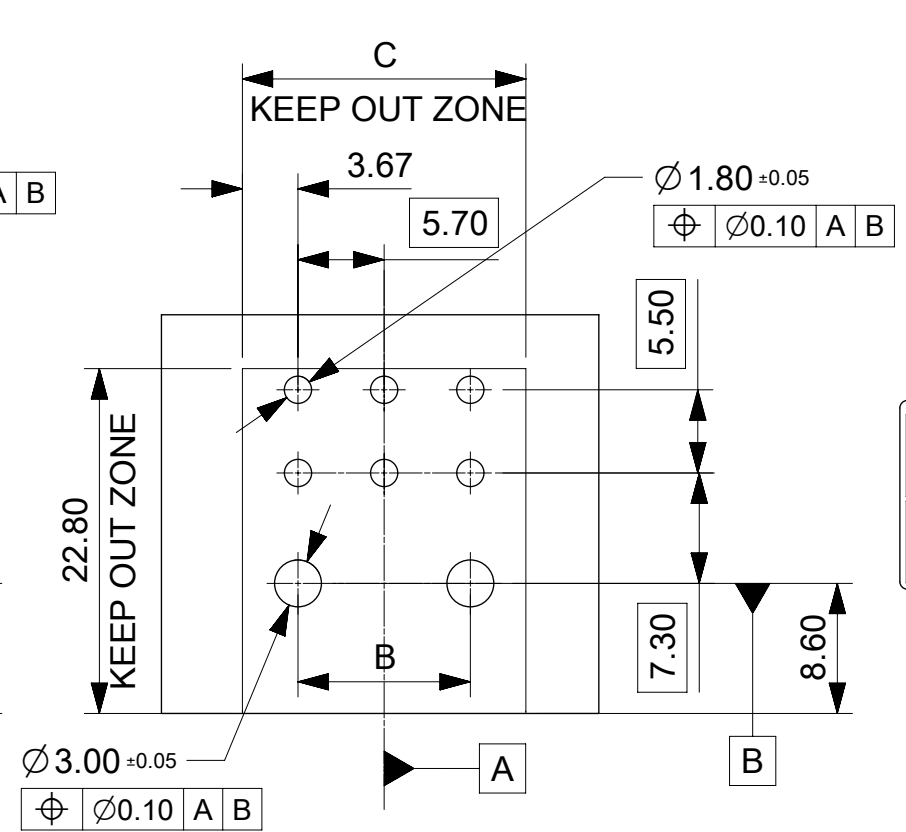 C
KEEP OUT ZONE
3.67
A B
⌀ 1.80 ±0.05
⌖ ⌀0.10 A B
5.70
5.50
22.80
KEEP OUT ZONE
B
7.30
8.60
⌀ 3.00 ±0.05
⌖ ⌀0.10 A B
A
B